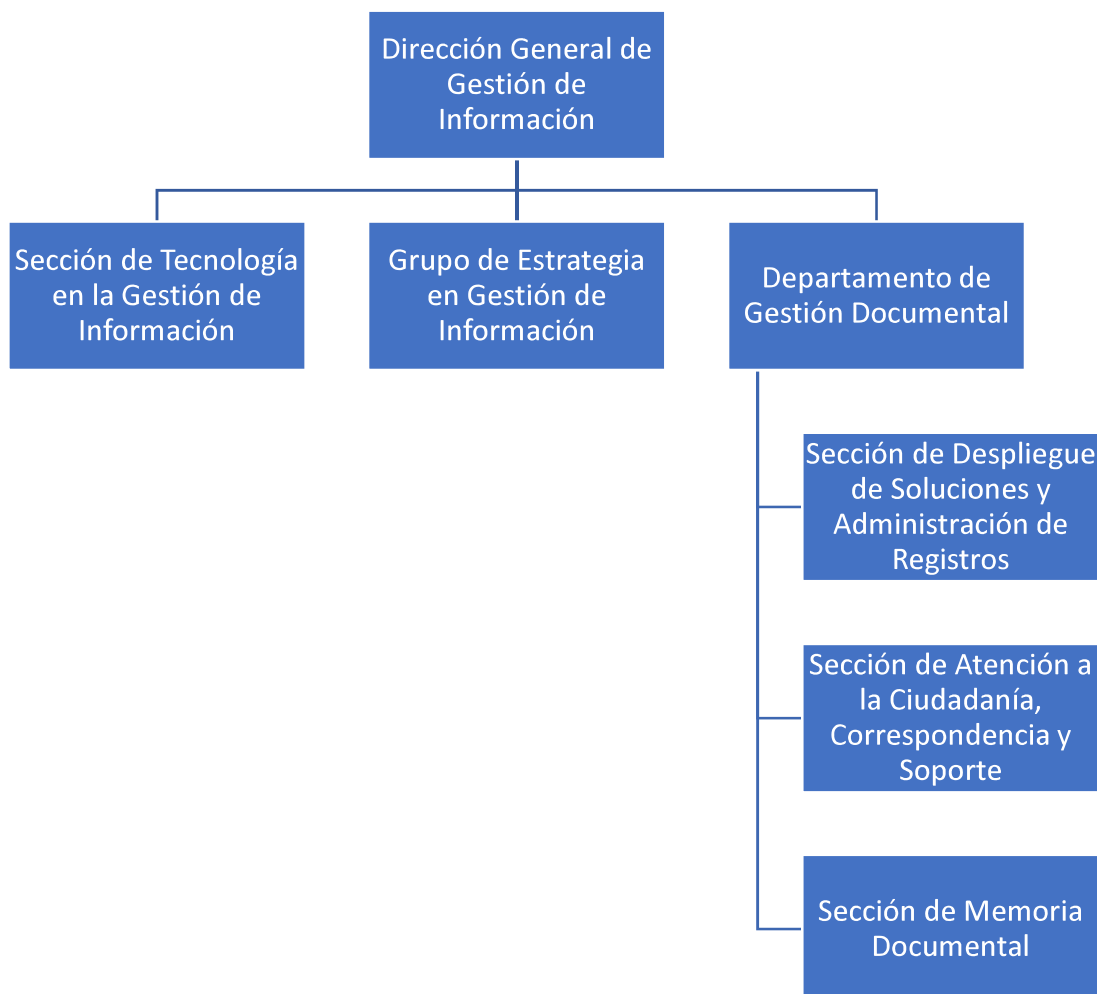 Dirección General de
Gestión de
Información
Sección de Tecnología
en la Gestión de
Información
Grupo de Estrategia
en Gestión de
Información
Departamento de
Gestión Documental
Sección de Despliegue
de Soluciones y
Administración de
Registros
Sección de Atención a
la Ciudadanía,
Correspondencia y
Soporte
Sección de Memoria
Documental